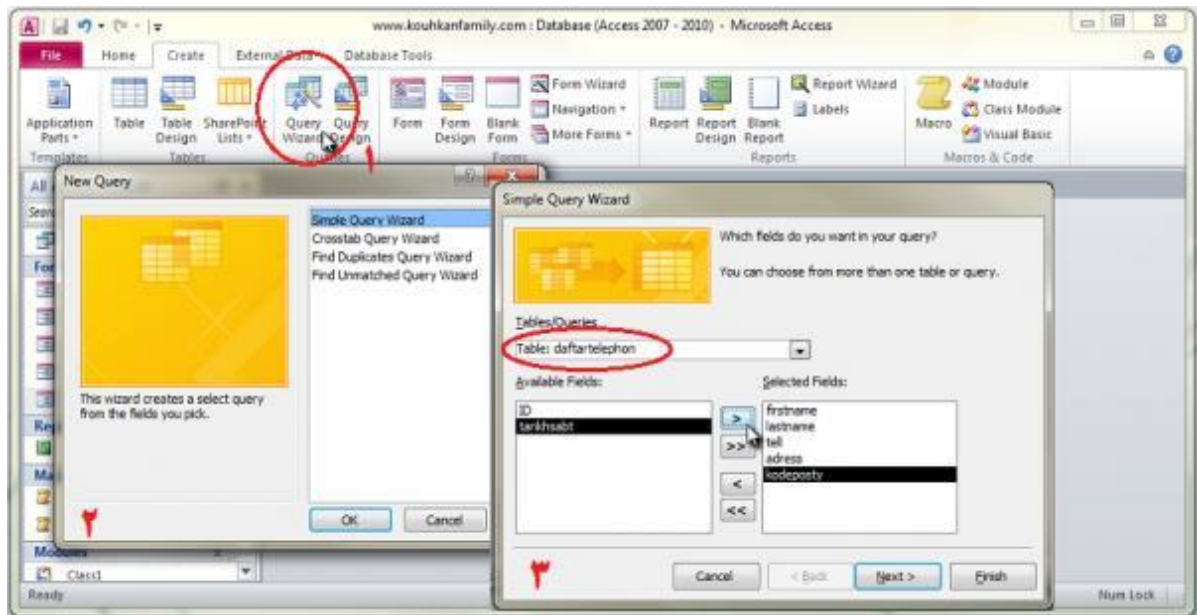 www.kouhkanfamily.com : Database (Access 2007 - 2010) - Microsoft Access
File Home Create External Data Database Tools
Application Parts
Table
Table Design
SharePoint Lists
Query Wizard
Query Design
Form
Form Design
Blank Form
Form Wizard
Navigation
More Forms
Report
Report Design
Blank Report
Report Wizard
Labels
Macro
Module
Class Module
Visual Basic
Templates Tables Queries Forms Reports Macros & Code
۱
All
New Query
Simple Query Wizard
Crosstab Query Wizard
Find Duplicates Query Wizard
Find Unmatched Query Wizard
This wizard creates a select query
from the fields you pick.
OK Cancel
۲
Simple Query Wizard
Which fields do you want in your query?
You can choose from more than one table or query.
Tables/Queries
Table: daftartelephon
Available Fields:
ID
tarikhsabt
>
>>
<
<<
Selected Fields:
firstname
lastname
tell
adress
kodeposty
۳
Cancel < Back Next > Finish
Modules
Class1
Ready Num Lock